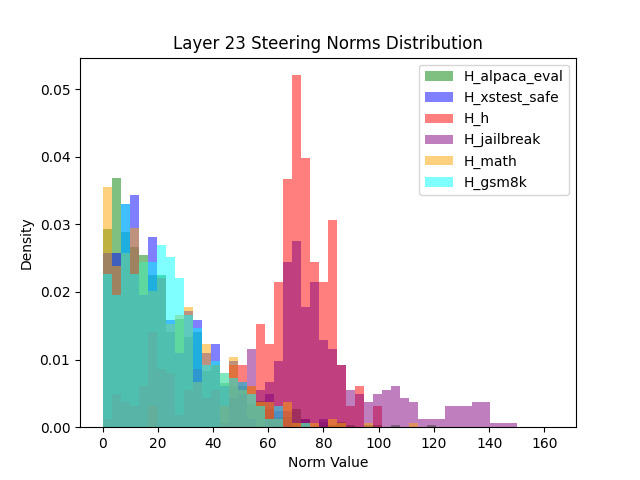 Layer 23 Steering Norms Distribution
H_alpaca_eval
H_xstest_safe
H_h
H_jailbreak
H_math
H_gsm8k
Density
0.05
0.04
0.03
0.02
0.01
0.00
0 20 40 60 80 100 120 140 160
Norm Value